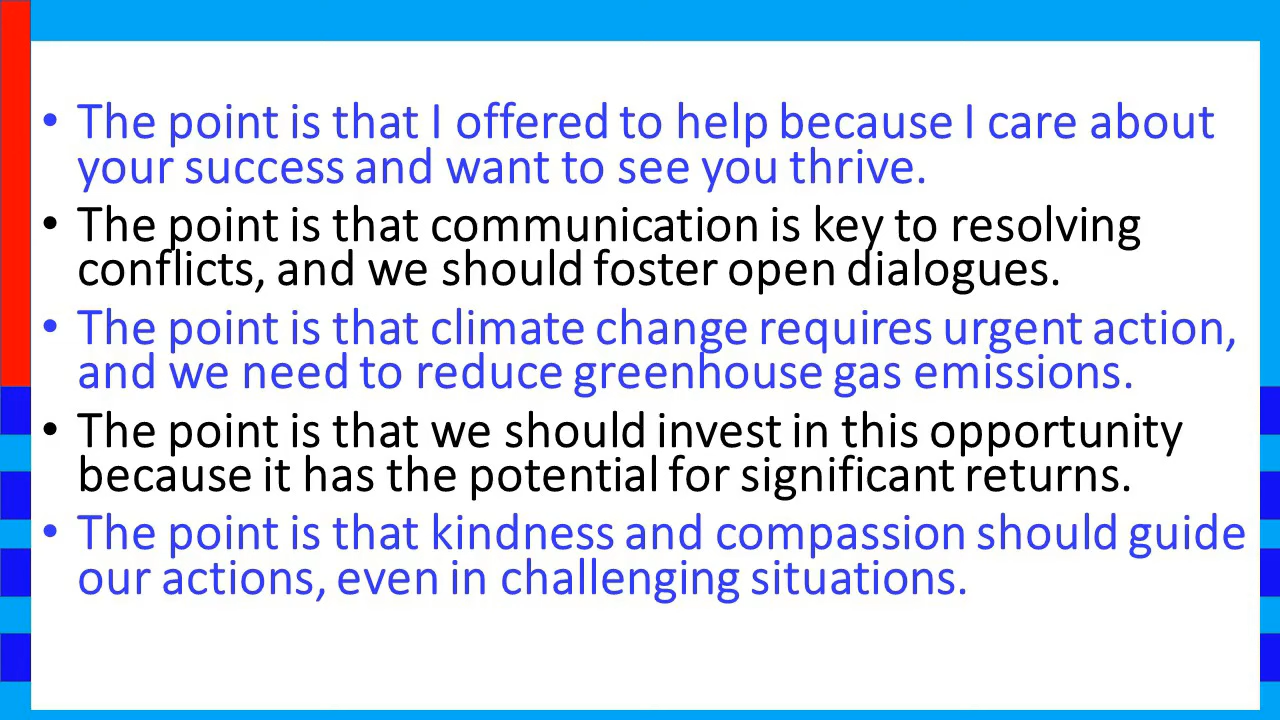 • The point is that I offered to help because I care about
your success and want to see you thrive.
• The point is that communication is key to resolving
conflicts, and we should foster open dialogues.
• The point is that climate change requires urgent action,
and we need to reduce greenhouse gas emissions.
• The point is that we should invest in this opportunity
because it has the potential for significant returns.
• The point is that kindness and compassion should guide
our actions, even in challenging situations.